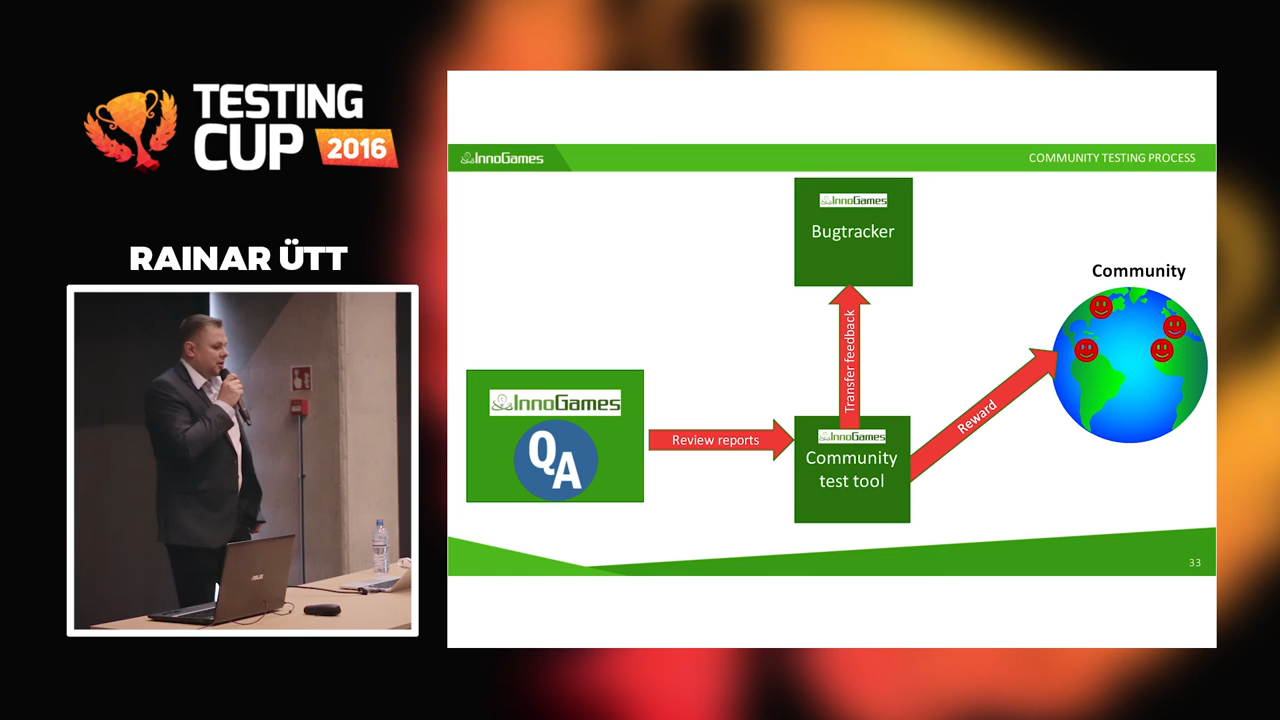 TESTING
CUP 2016
RAINAR ÜTT
ASUS
InnoGames
COMMUNITY TESTING PROCESS
InnoGames
Bugtracker
Community
Transfer feedback
InnoGames
QA
Review reports
InnoGames
Community
test tool
Reward
33